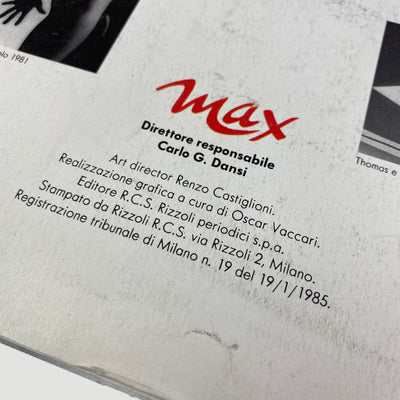 olo 1981
max
Direttore responsabile
Carlo G. Dansi
Thomas e
Art director Renzo Castiglioni.
Realizzazione grafica a cura di Oscar Vaccari.
Editore R.C.S. Rizzoli periodici s.p.a.
Stampato da Rizzoli R.C.S. via Rizzoli 2, Milano.
Registrazione tribunale di Milano n. 19 del 19/1/1985.